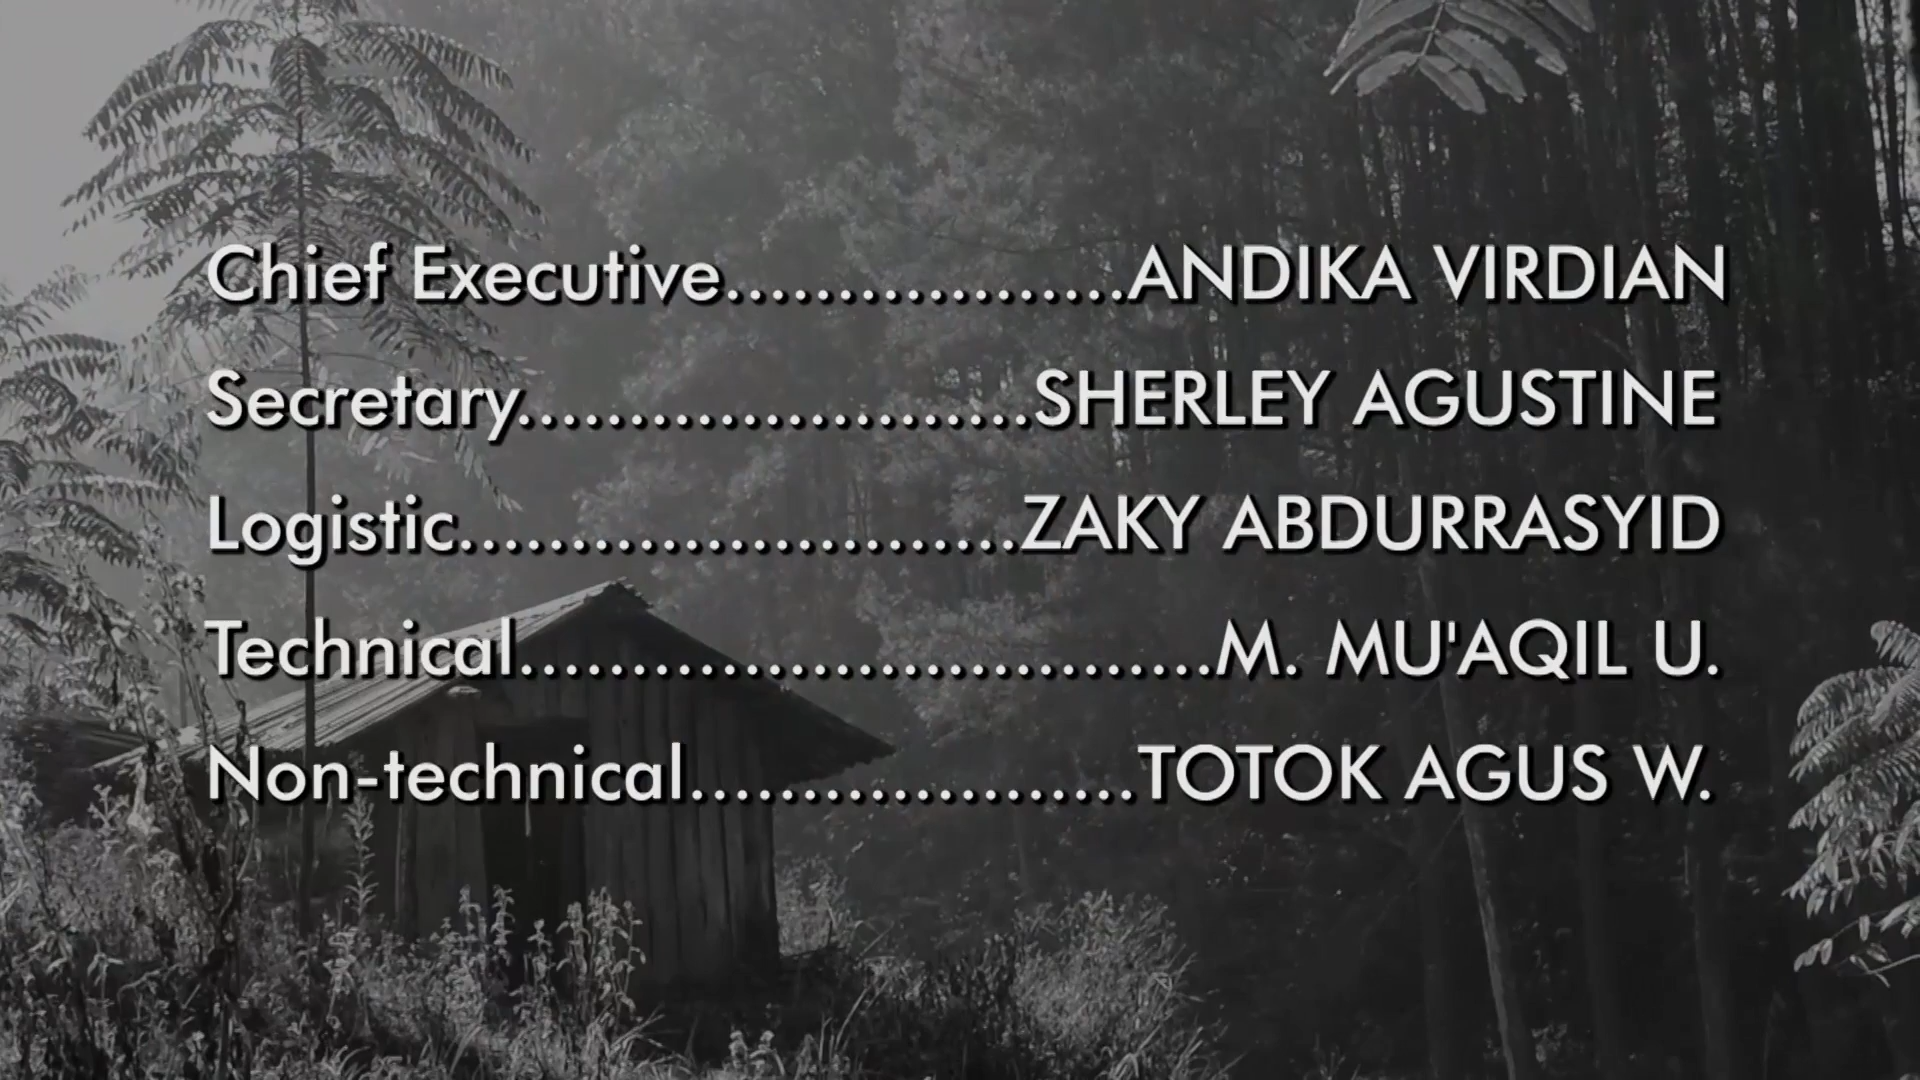 Chief Executive..................ANDIKA VIRDIAN
Secretary.......................SHERLEY AGUSTINE
Logistic.........................ZAKY ABDURRASYID
Technical...............................M. MU'AQIL U.
Non-technical....................TOTOK AGUS W.